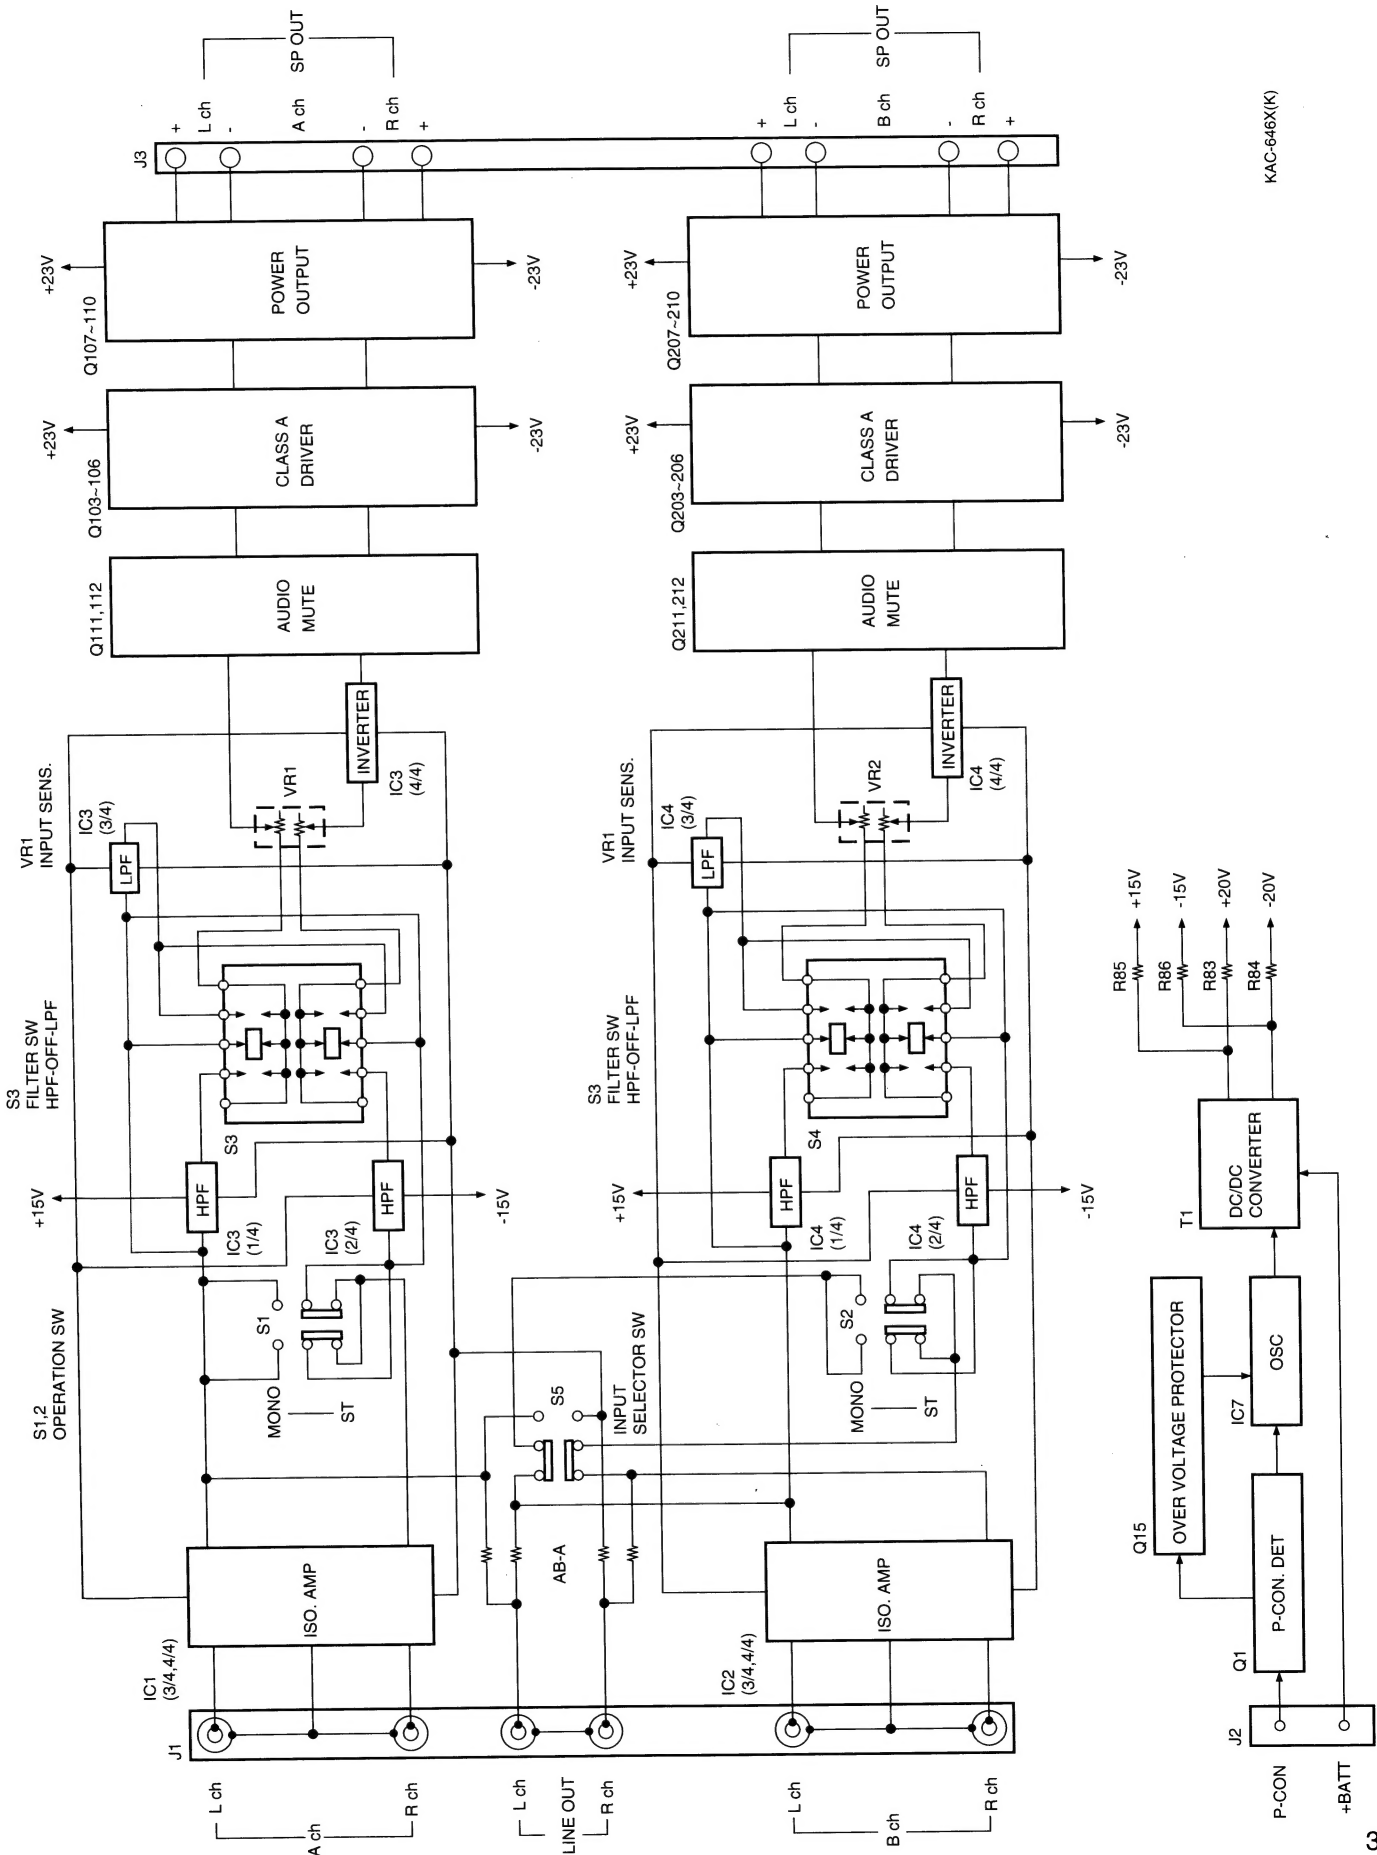 A ch
L ch
R ch
J1
IC1
(3/4,4/4)
ISO. AMP
S1,2
OPERATION SW
MONO
ST
S1
+15V
IC3
(1/4)
HPF
IC3
(2/4)
HPF
-15V
S3
FILTER SW
HPF-OFF-LPF
S3
VR1
INPUT SENS.
IC3
(3/4)
LPF
VR1
IC3
(4/4)
INVERTER
Q111,112
AUDIO
MUTE
Q103~106
+23V
CLASS A
DRIVER
-23V
Q107~110
+23V
POWER
OUTPUT
-23V
J3
+
L ch
-
A ch
-
R ch
+
SP OUT
LINE OUT
L ch
R ch
AB-A
S5
INPUT
SELECTOR SW
B ch
L ch
R ch
IC2
(3/4,4/4)
ISO. AMP
MONO
ST
S2
+15V
IC4
(1/4)
HPF
IC4
(2/4)
HPF
-15V
S3
FILTER SW
HPF-OFF-LPF
S4
VR1
INPUT SENS.
IC4
(3/4)
LPF
VR2
IC4
(4/4)
INVERTER
Q211,212
AUDIO
MUTE
Q203~206
+23V
CLASS A
DRIVER
-23V
Q207~210
+23V
POWER
OUTPUT
-23V
+
L ch
-
B ch
-
R ch
+
SP OUT
P-CON
+BATT
J2
Q1
P-CON. DET
Q15
OVER VOLTAGE PROTECTOR
IC7
OSC
T1
DC/DC
CONVERTER
R85
+15V
R86
-15V
R83
+20V
R84
-20V
KAC-646X(K)
3